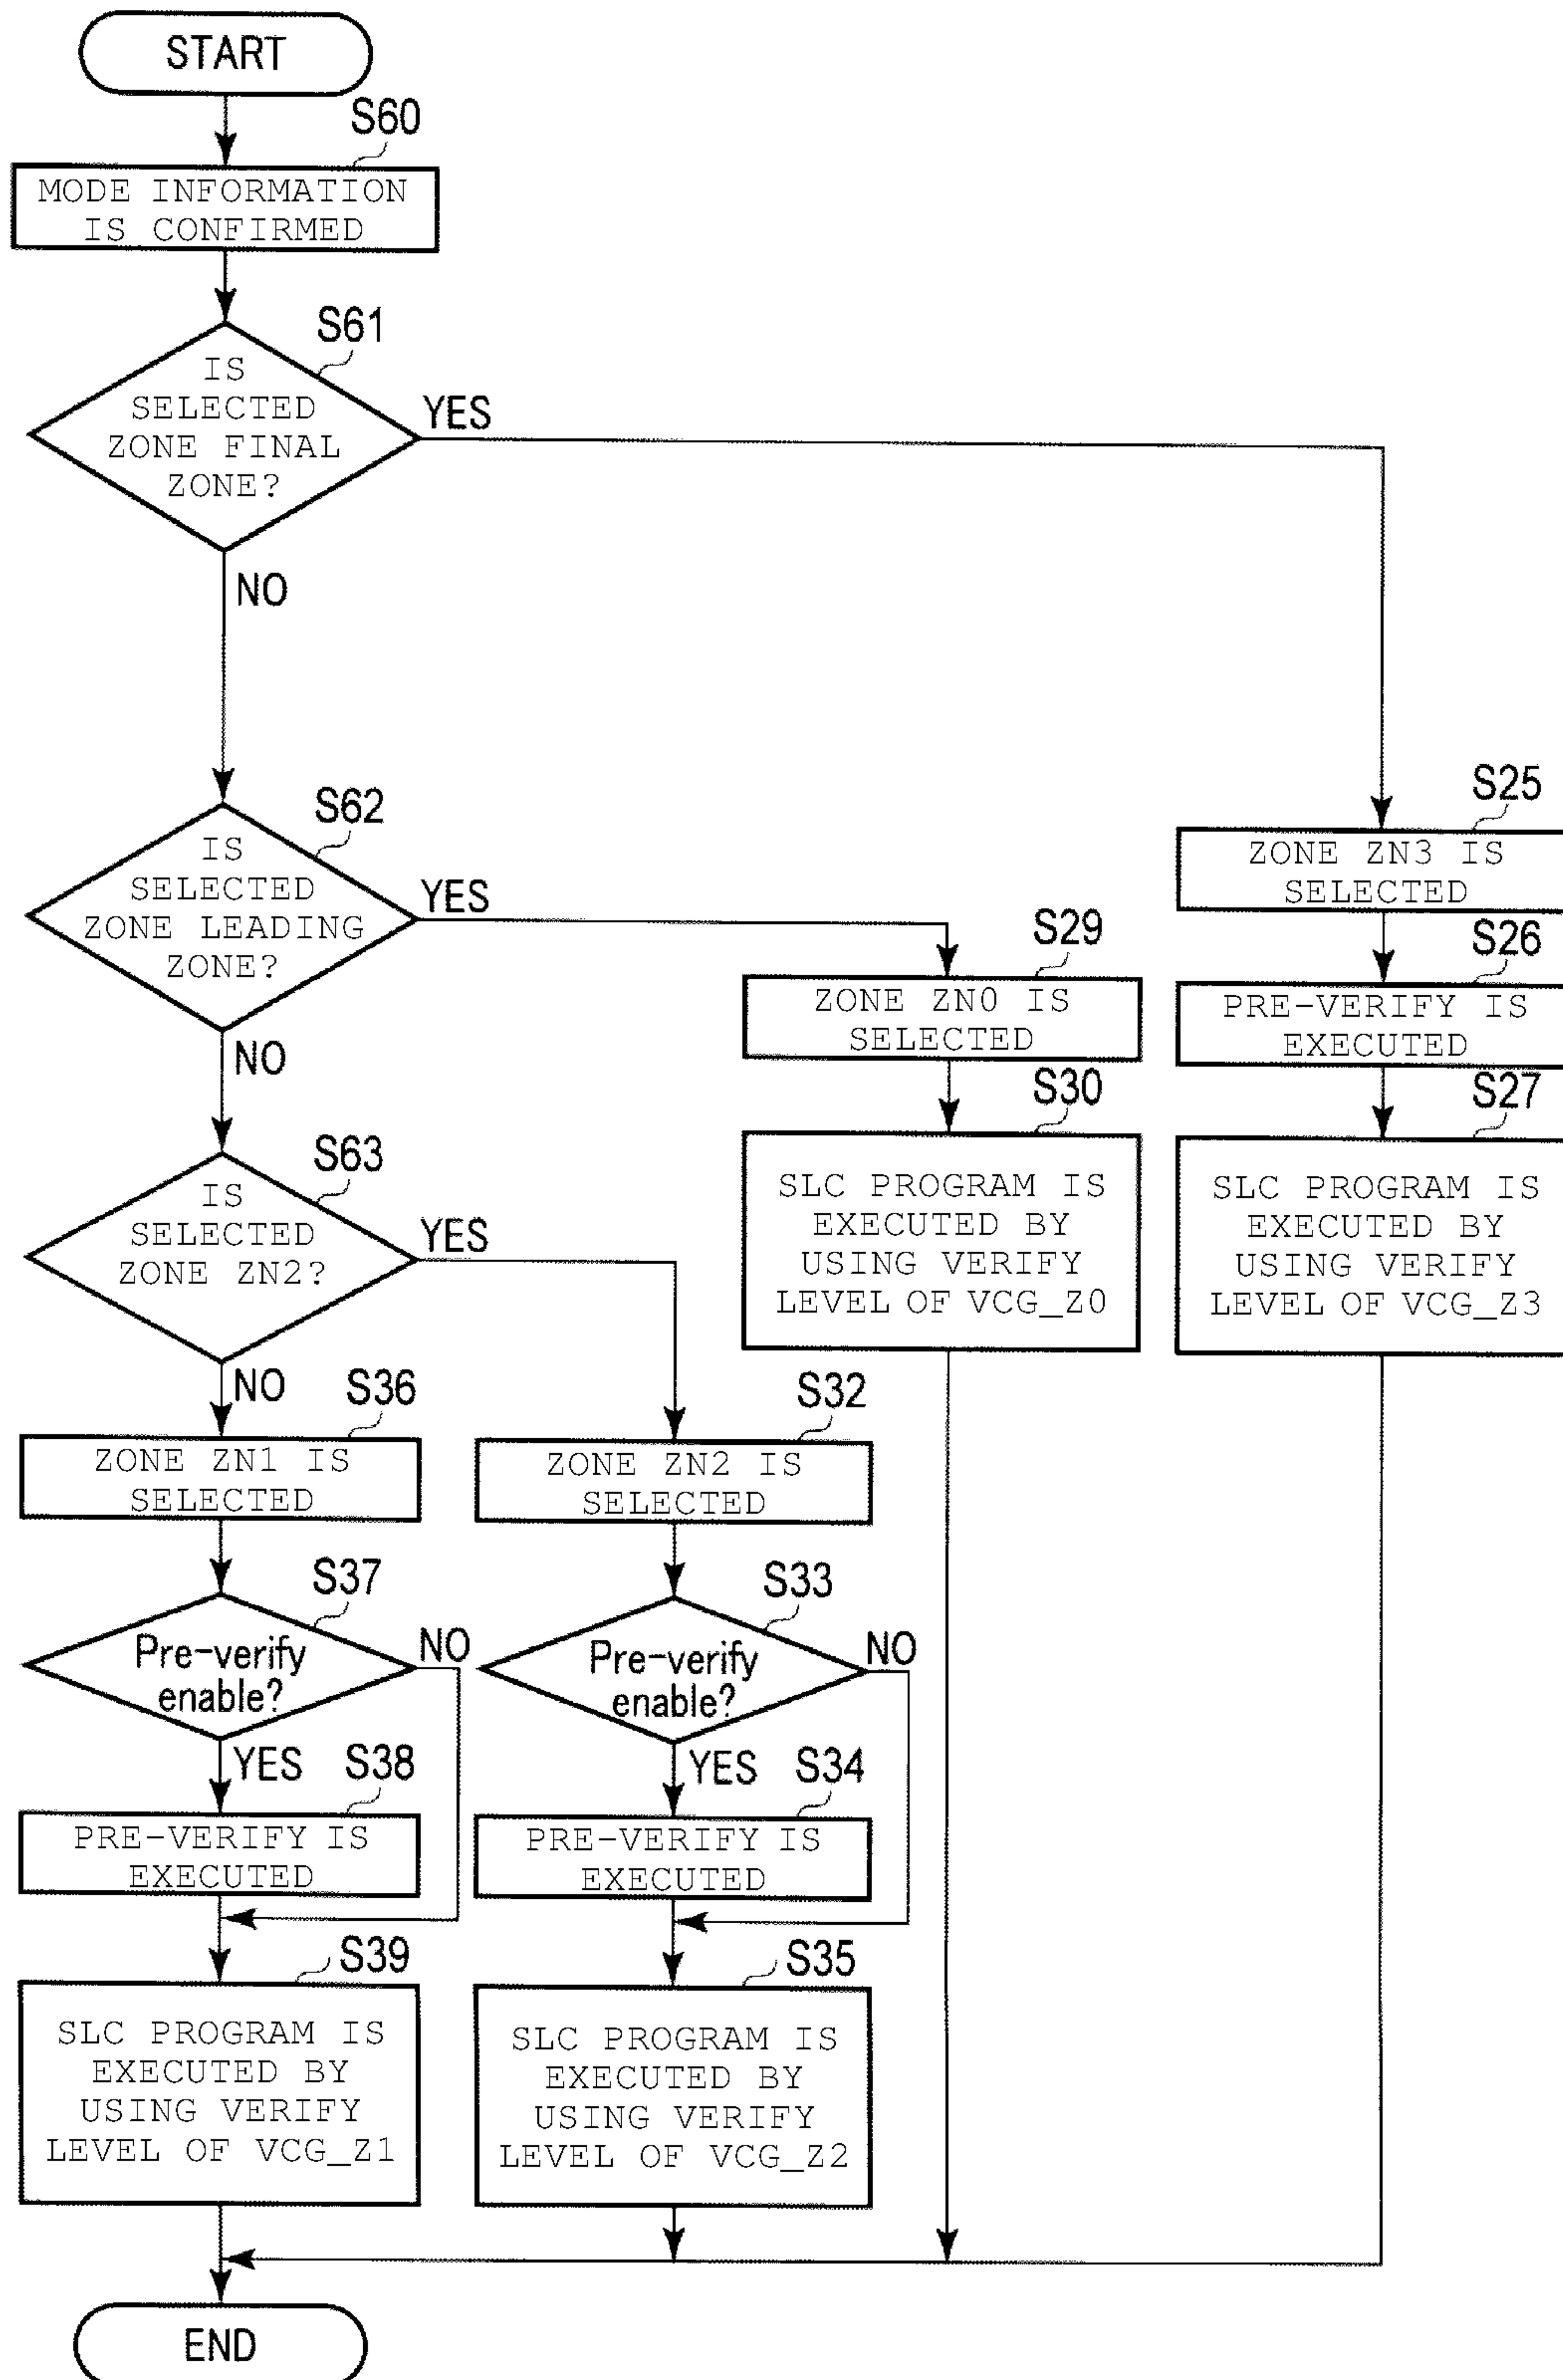 START
S60
MODE INFORMATION
IS CONFIRMED
S61
IS
SELECTED
ZONE FINAL
ZONE?
YES
NO
S62
IS
SELECTED
ZONE LEADING
ZONE?
YES
NO
S25
ZONE ZN3 IS
SELECTED
S26
PRE-VERIFY IS
EXECUTED
S27
SLC PROGRAM IS
EXECUTED BY
USING VERIFY
LEVEL OF VCG_Z3
S29
ZONE ZN0 IS
SELECTED
S30
SLC PROGRAM IS
EXECUTED BY
USING VERIFY
LEVEL OF VCG_Z0
S63
IS
SELECTED
ZONE ZN2?
YES
NO
S36
ZONE ZN1 IS
SELECTED
S37
Pre-verify
enable?
NO
YES
S38
PRE-VERIFY IS
EXECUTED
S39
SLC PROGRAM IS
EXECUTED BY
USING VERIFY
LEVEL OF VCG_Z1
S32
ZONE ZN2 IS
SELECTED
S33
Pre-verify
enable?
NO
YES
S34
PRE-VERIFY IS
EXECUTED
S35
SLC PROGRAM IS
EXECUTED BY
USING VERIFY
LEVEL OF VCG_Z2
END